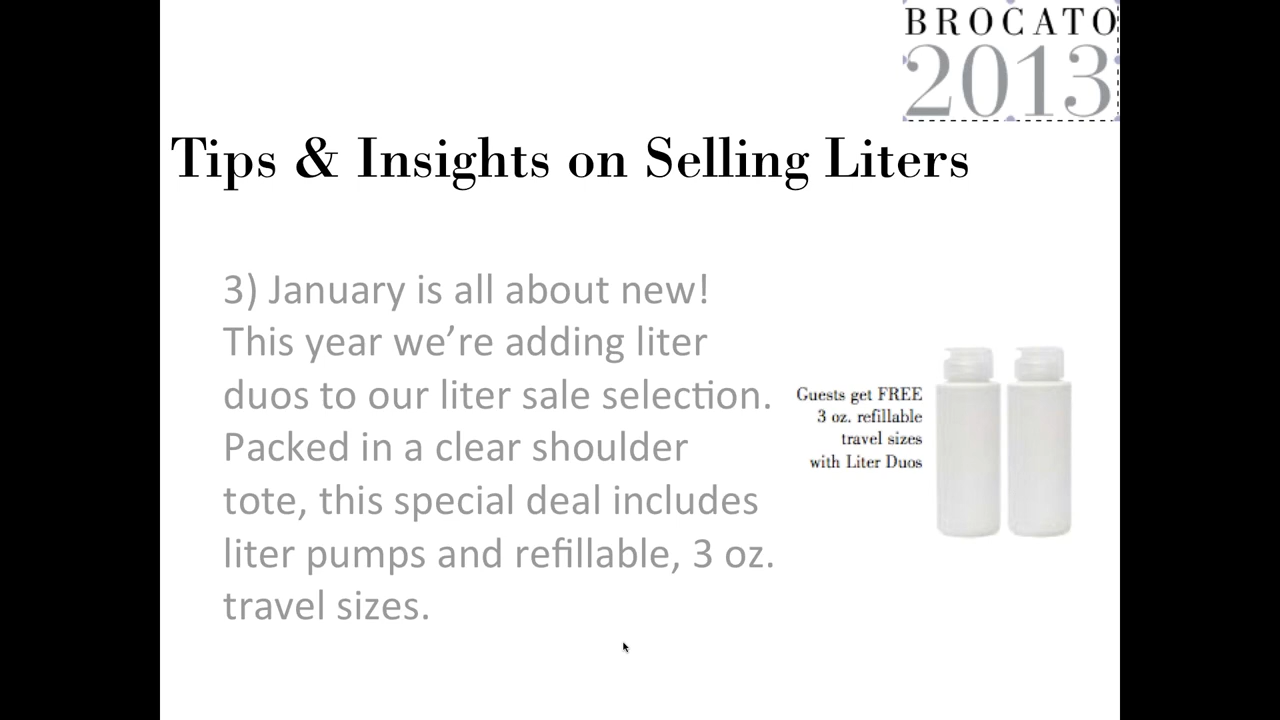 BROCATO
2013
Tips & Insights on Selling Liters
3) January is all about new!
This year we're adding liter
duos to our liter sale selection.
Packed in a clear shoulder
tote, this special deal includes
liter pumps and refillable, 3 oz.
travel sizes.
Guests get FREE
3 oz. refillable
travel sizes
with Liter Duos